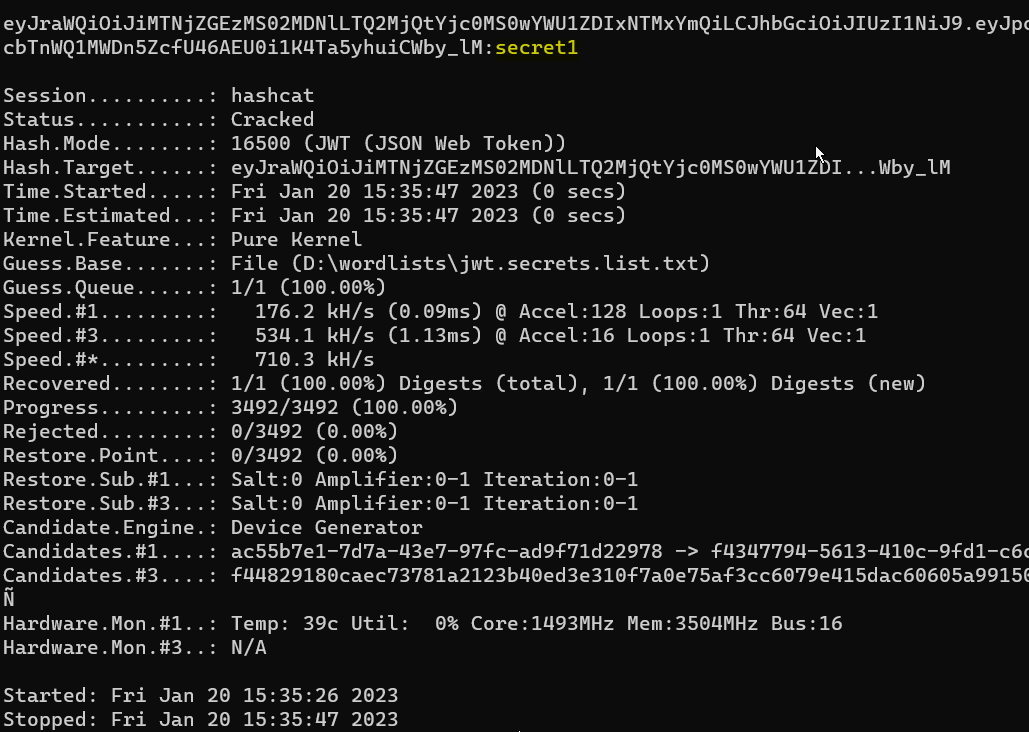 eyJraWQiOiJiMTNjZGEzMS02MDNlLTQ2MjQtYjc0MS0wYWU1ZDIxNTMxYmQiLCJhbGciOiJIUzI1NiJ9.eyJpc
cbTnWQ1MWDn5ZcfU46AEU0i1K4Ta5yhuiCWby_lM:secret1
Session..........: hashcat
Status...........: Cracked
Hash.Mode........: 16500 (JWT (JSON Web Token))
Hash.Target......: eyJraWQiOiJiMTNjZGEzMS02MDNlLTQ2MjQtYjc0MS0wYWU1ZDI...Wby_lM
Time.Started.....: Fri Jan 20 15:35:47 2023 (0 secs)
Time.Estimated...: Fri Jan 20 15:35:47 2023 (0 secs)
Kernel.Feature...: Pure Kernel
Guess.Base.......: File (D:\wordlists\jwt.secrets.list.txt)
Guess.Queue......: 1/1 (100.00%)
Speed.#1.........:   176.2 kH/s (0.09ms) @ Accel:128 Loops:1 Thr:64 Vec:1
Speed.#3.........:   534.1 kH/s (1.13ms) @ Accel:16 Loops:1 Thr:64 Vec:1
Speed.#*.........:   710.3 kH/s
Recovered........: 1/1 (100.00%) Digests (total), 1/1 (100.00%) Digests (new)
Progress.........: 3492/3492 (100.00%)
Rejected.........: 0/3492 (0.00%)
Restore.Point....: 0/3492 (0.00%)
Restore.Sub.#1...: Salt:0 Amplifier:0-1 Iteration:0-1
Restore.Sub.#3...: Salt:0 Amplifier:0-1 Iteration:0-1
Candidate.Engine.: Device Generator
Candidates.#1....: ac55b7e1-7d7a-43e7-97fc-ad9f71d22978 -> f4347794-5613-410c-9fd1-c6c
Candidates.#3....: f44829180caec73781a2123b40ed3e310f7a0e75af3cc6079e415dac60605a99150
Ñ
Hardware.Mon.#1..: Temp: 39c Util:  0% Core:1493MHz Mem:3504MHz Bus:16
Hardware.Mon.#3..: N/A
Started: Fri Jan 20 15:35:26 2023
Stopped: Fri Jan 20 15:35:47 2023